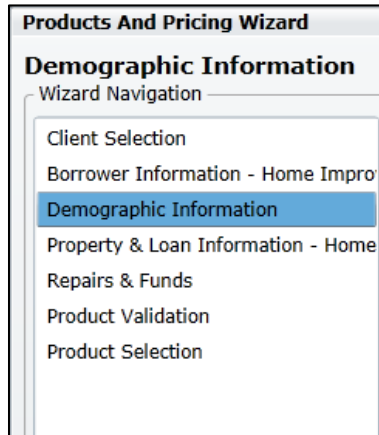 Products And Pricing Wizard
Demographic Information
Wizard Navigation
Client Selection
Borrower Information - Home Impro
Demographic Information
Property & Loan Information - Home
Repairs & Funds
Product Validation
Product Selection